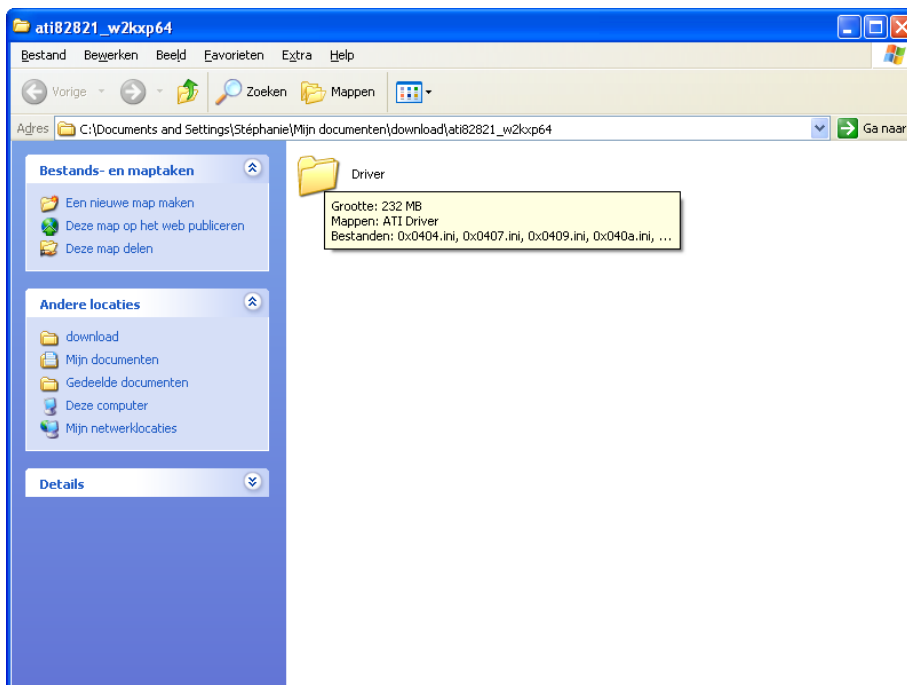 ati82821_w2kxp64
Bestand Bewerken Beeld Favorieten Extra Help
Vorige Zoeken Mappen
Adres C:\Documents and Settings\Stéphanie\Mijn documenten\download\ati82821_w2kxp64 Ga naar
Bestands- en maptaken
Een nieuwe map maken
Deze map op het web publiceren
Deze map delen
Andere locaties
download
Mijn documenten
Gedeelde documenten
Deze computer
Mijn netwerklocaties
Details
Driver
Grootte: 232 MB
Mappen: ATI Driver
Bestanden: 0x0404.ini, 0x0407.ini, 0x0409.ini, 0x040a.ini, ...